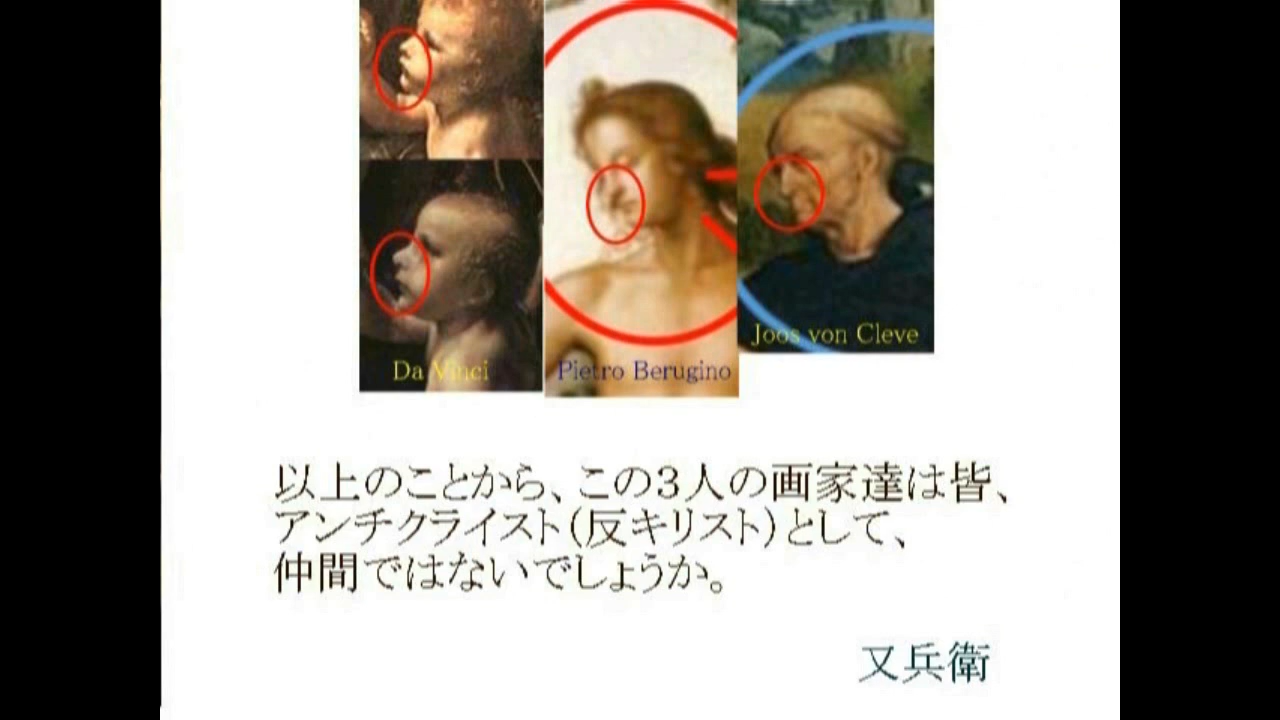 Da Vinci
Pietro Berugino
Joos von Cleve
以上のことから、この3人の画家達は皆、
アンチクライスト(反キリスト)として、
仲間ではないでしょうか。
又兵衛